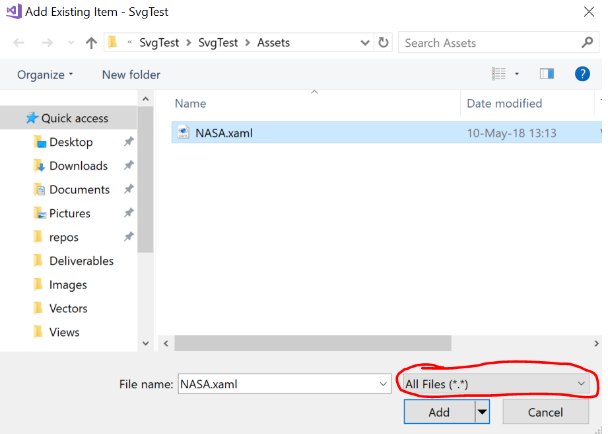 Add Existing Item - SvgTest
« SvgTest > SvgTest > Assets
Search Assets
Organize
New folder
Name
Date modified
Quick access
Desktop
Downloads
Documents
Pictures
repos
Deliverables
Images
Vectors
Views
NASA.xaml
10-May-18 13:13
File name:
NASA.xaml
All Files (*.*)
Add
Cancel